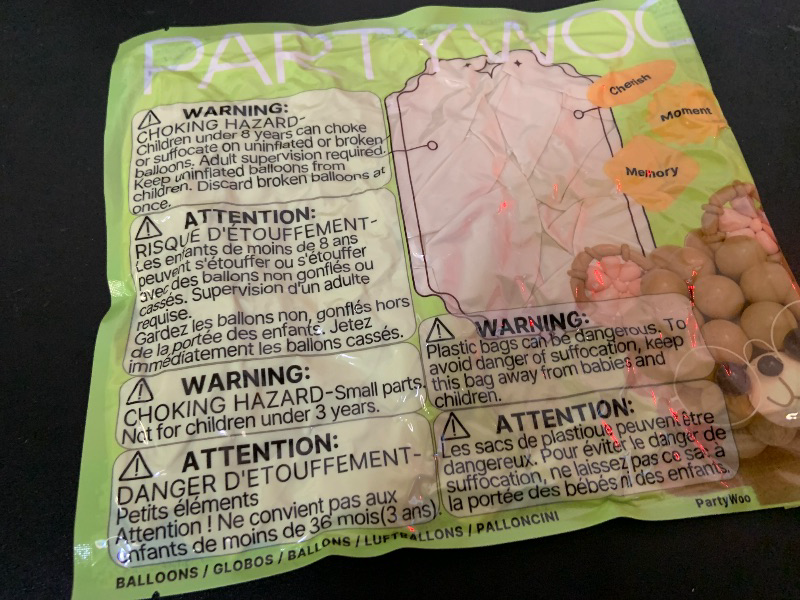 PARTYWOO
Cherish
Moment
Memory
WARNING:
CHOKING HAZARD-
Children under 8 years can choke
or suffocate on uninflated or broken
balloons. Adult supervision required.
Keep uninflated balloons from
children. Discard broken balloons at
once.
ATTENTION:
RISQUE D'ÉTOUFFEMENT-
Les enfants de moins de 8 ans
peuvent s'étouffer ou s'étouffer
avec des ballons non gonflés ou
cassés. Supervision d'un adulte
requise.
Gardez les ballons non, gonflés hors
de la portée des enfants. Jetez
immédiatement les ballons cassés.
WARNING:
CHOKING HAZARD-Small parts.
Not for children under 3 years.
ATTENTION:
DANGER D'ETOUFFEMENT-
Petits éléments
Attention ! Ne convient pas aux
enfants de moins de 36 mois(3 ans).
WARNING:
Plastic bags can be dangerous. To
avoid danger of suffocation, keep
this bag away from babies and
children.
ATTENTION:
Les sacs de plastique peuvent être
dangereux. Pour éviter le danger de
suffocation, ne laissez pas ce sac à
la portée des bébés ni des enfants.
PartyWoo
BALLOONS / GLOBOS / BALLONS / LUFTBALLONS / PALLONCINI